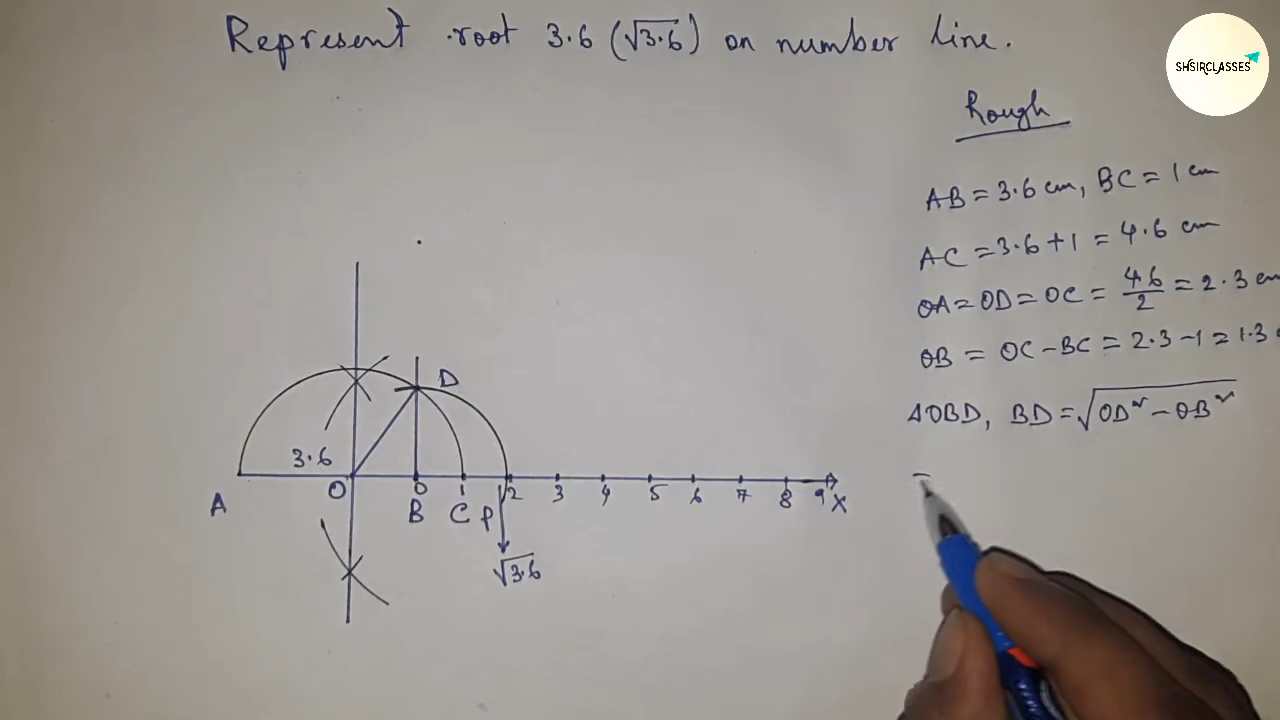 Represent root 3.6 (√3.6) on number line.
SHSIRCLASSES
Rough
AB = 3.6 cm, BC = 1 cm
AC = 3.6 + 1 = 4.6 cm
OA = OD = OC = 4.6/2 = 2.3 cm
OB = OC - BC = 2.3 - 1 = 1.3 c
ΔOBD, BD = √OD² - OB²
=
D
3.6
O 0 1 2 3 4 5 6 7 8 9 X
A B C P
√3.6